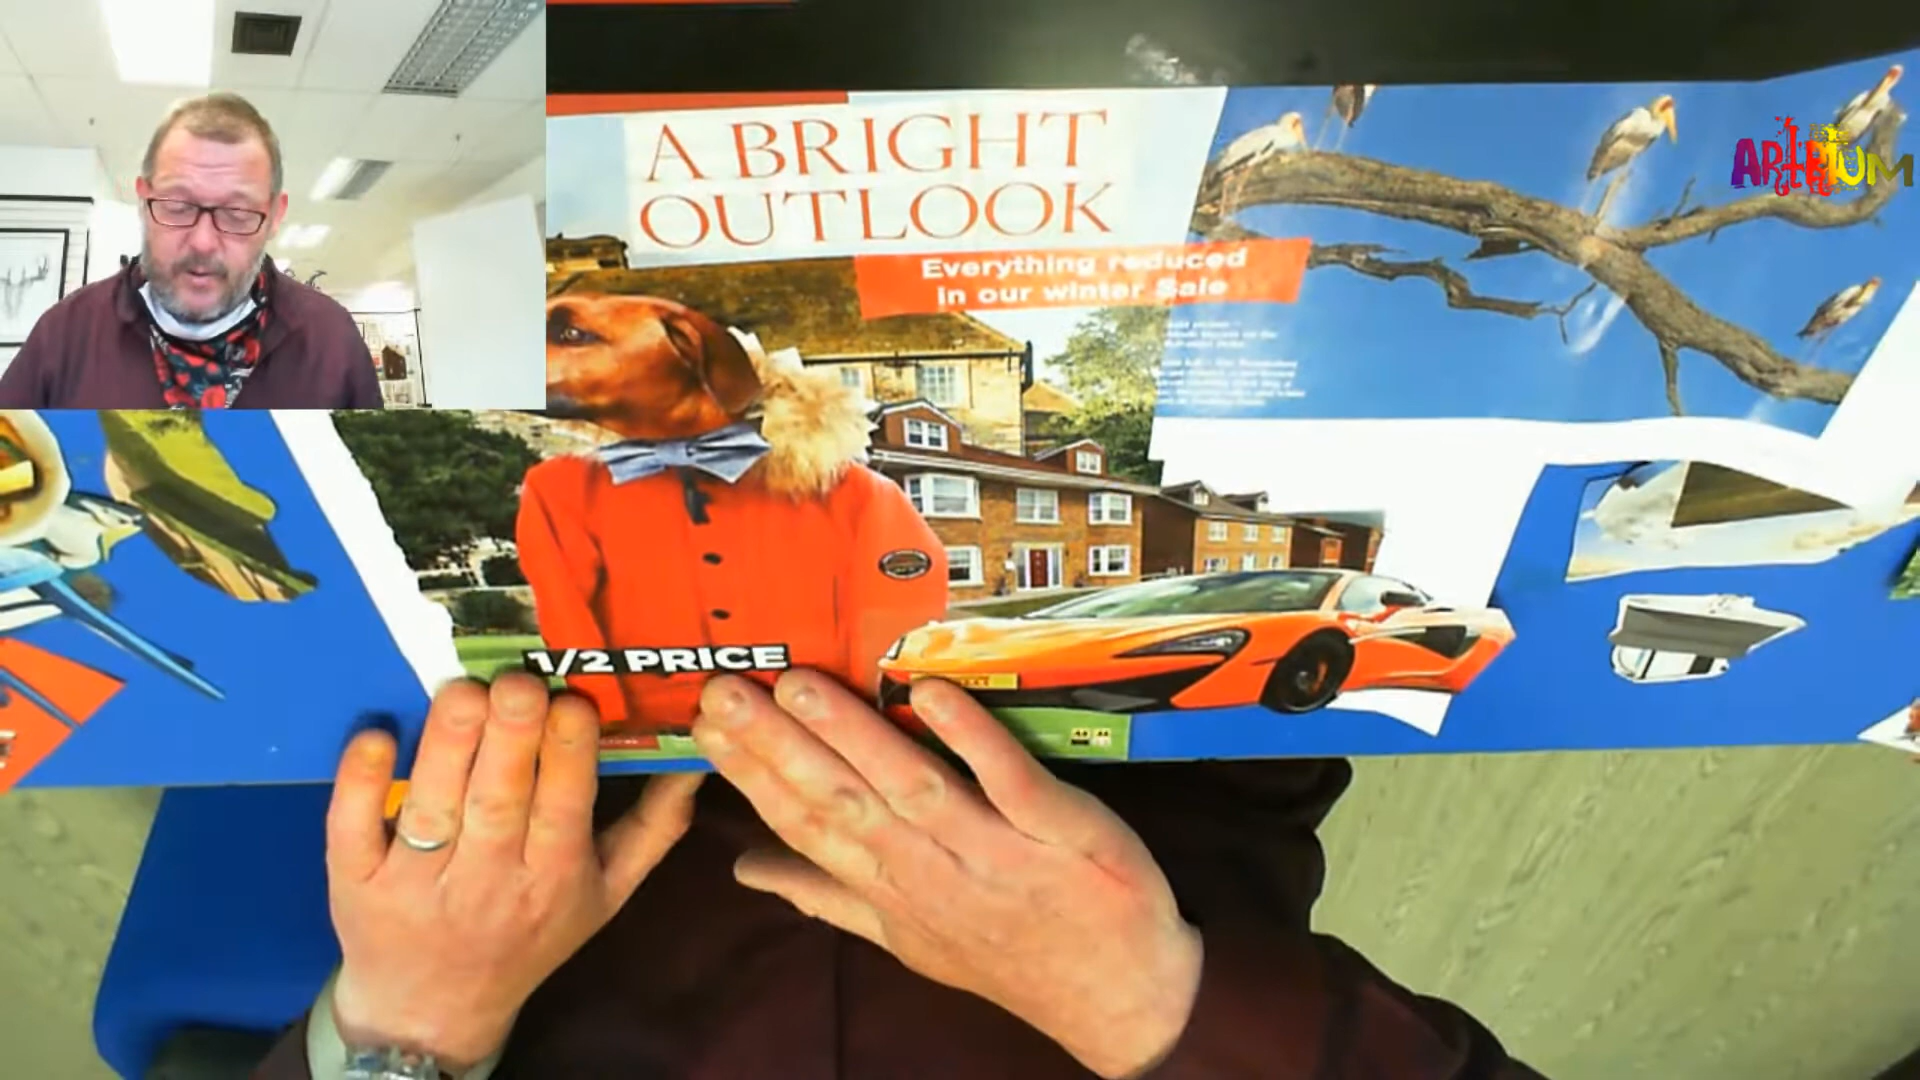 A BRIGHT
OUTLOOK
ARTRIUM
Everything reduced
in our winter Sale
1/2 PRICE